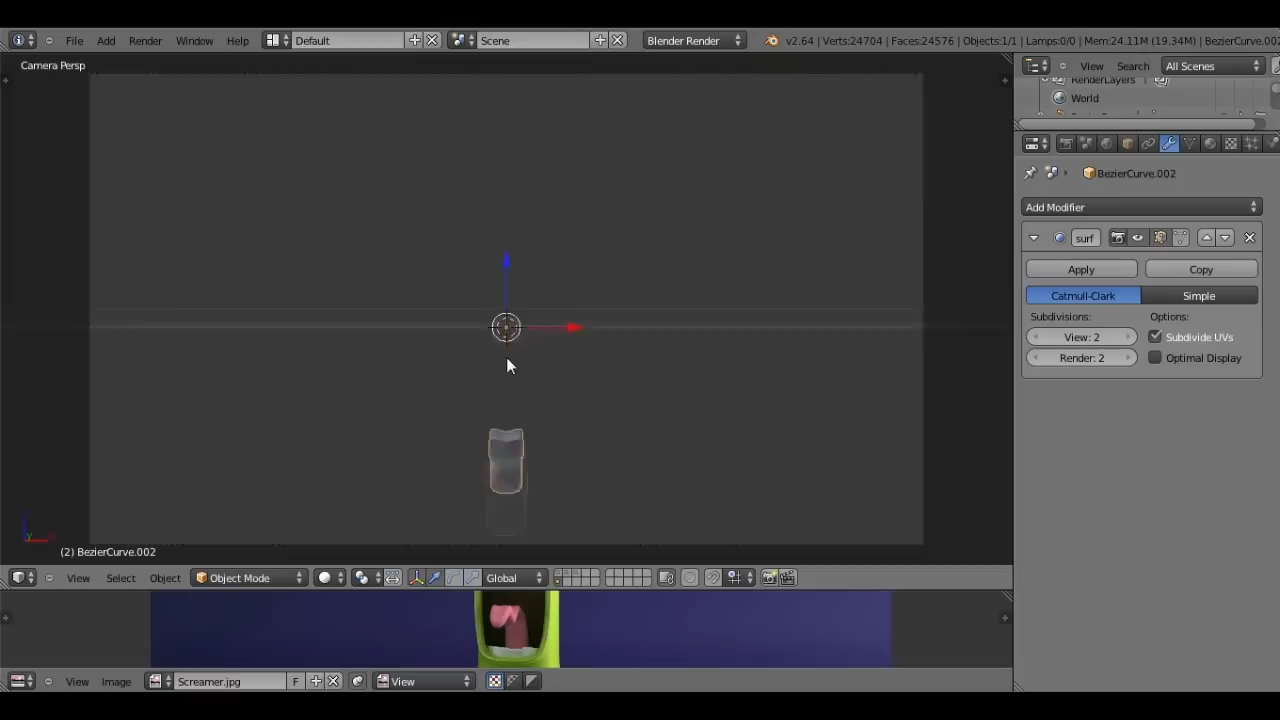 File Add Render Window Help Default Scene Blender Render v2.64 | Verts:24704 | Faces:24576 | Objects:1/1 | Lamps:0/0 | Mem:24.11M (19.34M) | BezierCurve.002
Camera Persp
View Search All Scenes
RenderLayers
World
BezierCurve.002
Add Modifier
surf
Apply Copy
Catmull-Clark Simple
Subdivisions: Options:
View: 2 Subdivide UVs
Render: 2 Optimal Display
y
(2) BezierCurve.002
View Select Object Object Mode Global
View Image Screamer.jpg F View